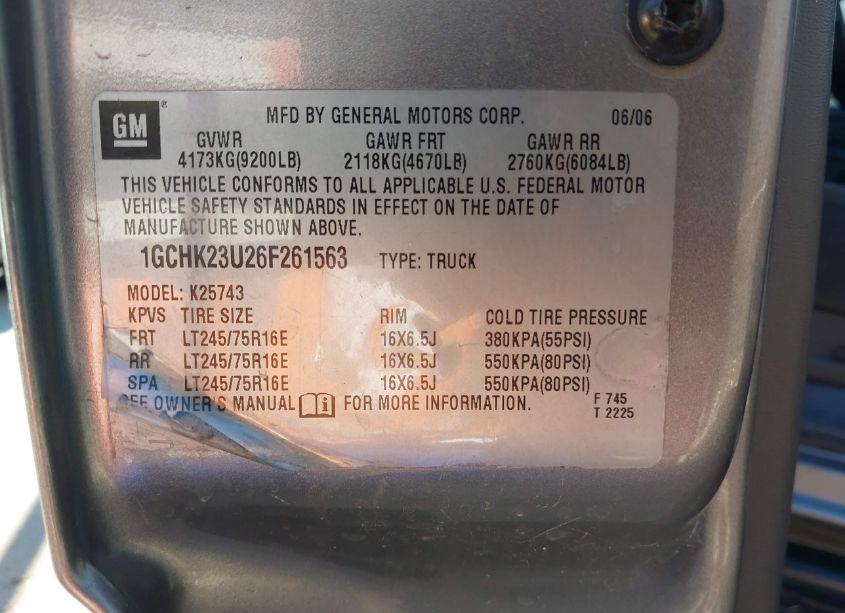 GM® MFD BY GENERAL MOTORS CORP. 06/06
GVWR GAWR FRT GAWR RR
4173KG(9200LB) 2118KG(4670LB) 2760KG(6084LB)
THIS VEHICLE CONFORMS TO ALL APPLICABLE U.S. FEDERAL MOTOR
VEHICLE SAFETY STANDARDS IN EFFECT ON THE DATE OF
MANUFACTURE SHOWN ABOVE.
1GCHK23U26F261563 TYPE: TRUCK
MODEL: K25743
KPVS TIRE SIZE RIM COLD TIRE PRESSURE
FRT LT245/75R16E 16X6.5J 380KPA(55PSI)
RR LT245/75R16E 16X6.5J 550KPA(80PSI)
SPA LT245/75R16E 16X6.5J 550KPA(80PSI)
SEE OWNER'S MANUAL i FOR MORE INFORMATION. F 745
T 2225